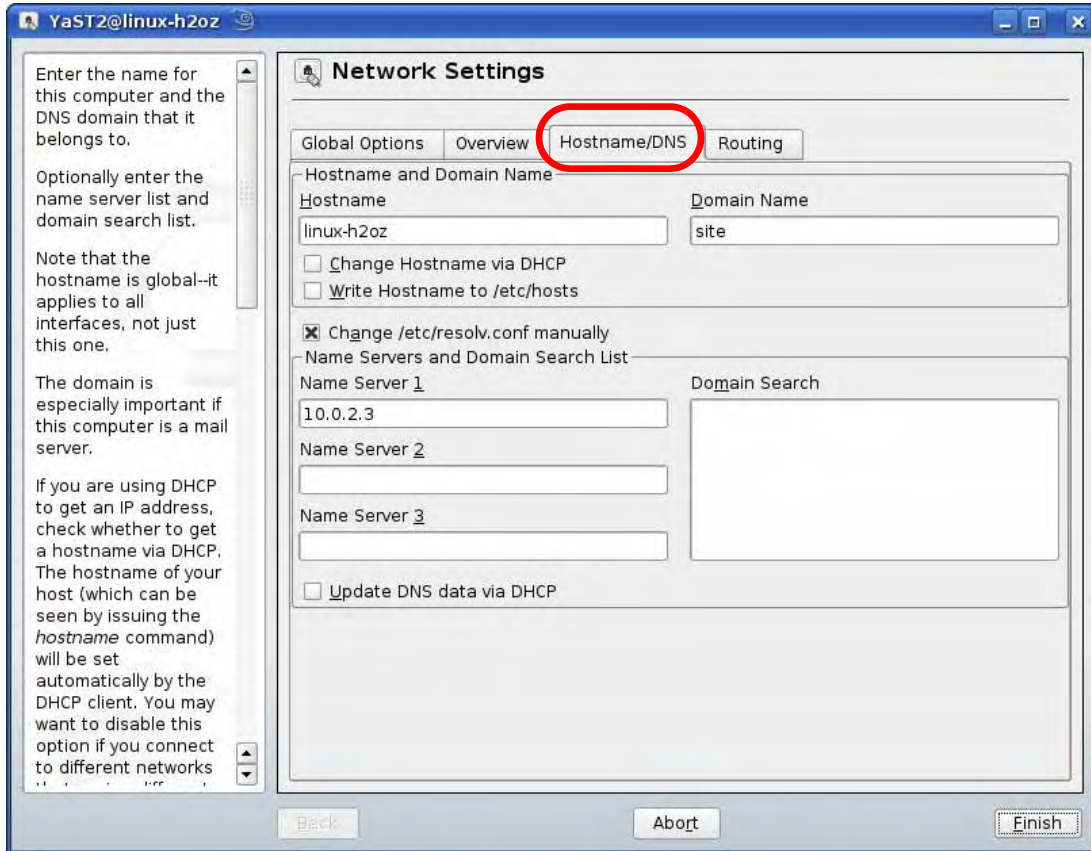 YaST2@linux-h2oz
Enter the name for
this computer and the
DNS domain that it
belongs to.
Optionally enter the
name server list and
domain search list.
Note that the
hostname is global--it
applies to all
interfaces, not just
this one.
The domain is
especially important if
this computer is a mail
server.
If you are using DHCP
to get an IP address,
check whether to get
a hostname via DHCP.
The hostname of your
host (which can be
seen by issuing the
hostname command)
will be set
automatically by the
DHCP client. You may
want to disable this
option if you connect
to different networks
Network Settings
Global Options
Overview
Hostname/DNS
Routing
Hostname and Domain Name
Hostname
Domain Name
linux-h2oz
site
Change Hostname via DHCP
Write Hostname to /etc/hosts
Change /etc/resolv.conf manually
Name Servers and Domain Search List
Name Server 1
Domain Search
10.0.2.3
Name Server 2
Name Server 3
Update DNS data via DHCP
Back
Abort
Finish